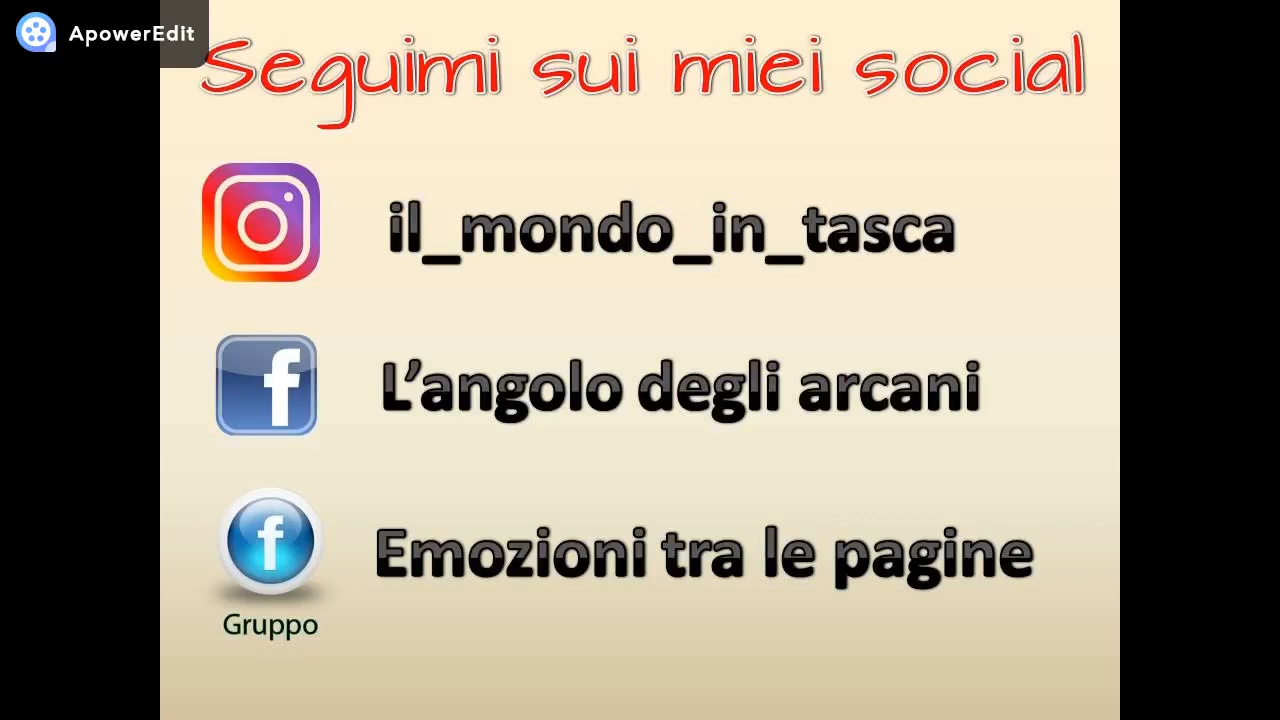 ApowerEdit
Seguimi sui miei social
il_mondo_in_tasca
L’angolo degli arcani
Emozioni tra le pagine
Gruppo